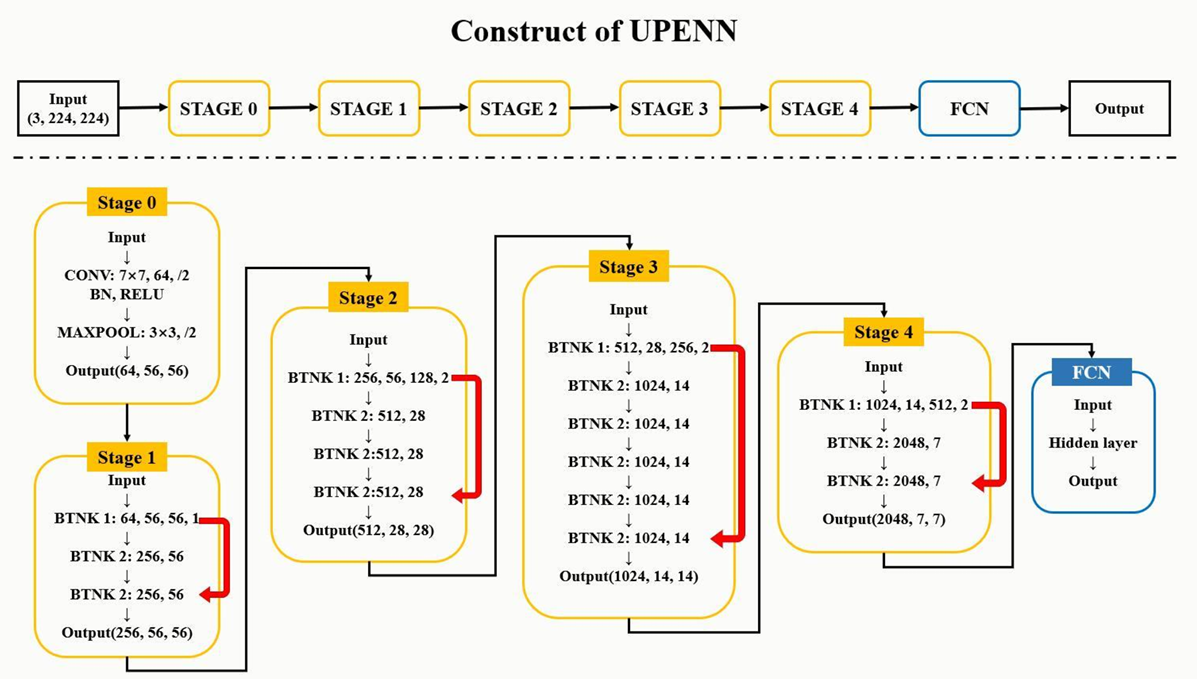 Construct of UPENN
Input
(3, 224, 224)
STAGE 0
STAGE 1
STAGE 2
STAGE 3
STAGE 4
FCN
Output
Stage 0
Input
↓
CONV: 7×7, 64, /2
BN, RELU
↓
MAXPOOL: 3×3, /2
↓
Output(64, 56, 56)
Stage 1
Input
↓
BTNK 1: 64, 56, 56, 1
↓
BTNK 2: 256, 56
↓
BTNK 2: 256, 56
↓
Output(256, 56, 56)
Stage 2
Input
↓
BTNK 1: 256, 56, 128, 2
↓
BTNK 2: 512, 28
↓
BTNK 2:512, 28
↓
BTNK 2:512, 28
↓
Output(512, 28, 28)
Stage 3
Input
↓
BTNK 1: 512, 28, 256, 2
↓
BTNK 2: 1024, 14
↓
BTNK 2: 1024, 14
↓
BTNK 2: 1024, 14
↓
BTNK 2: 1024, 14
↓
BTNK 2: 1024, 14
↓
Output(1024, 14, 14)
Stage 4
Input
↓
BTNK 1: 1024, 14, 512, 2
↓
BTNK 2: 2048, 7
↓
BTNK 2: 2048, 7
↓
Output(2048, 7, 7)
FCN
Input
↓
Hidden layer
↓
Output